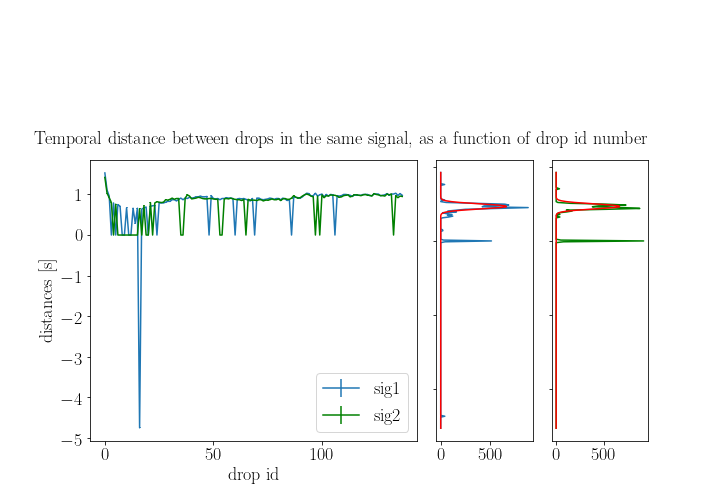 Temporal distance between drops in the same signal, as a function of drop id number
distances [s]
1
0
−1
−2
−3
−4
−5
sig1
sig2
0 50 100
0 500
0 500
drop id